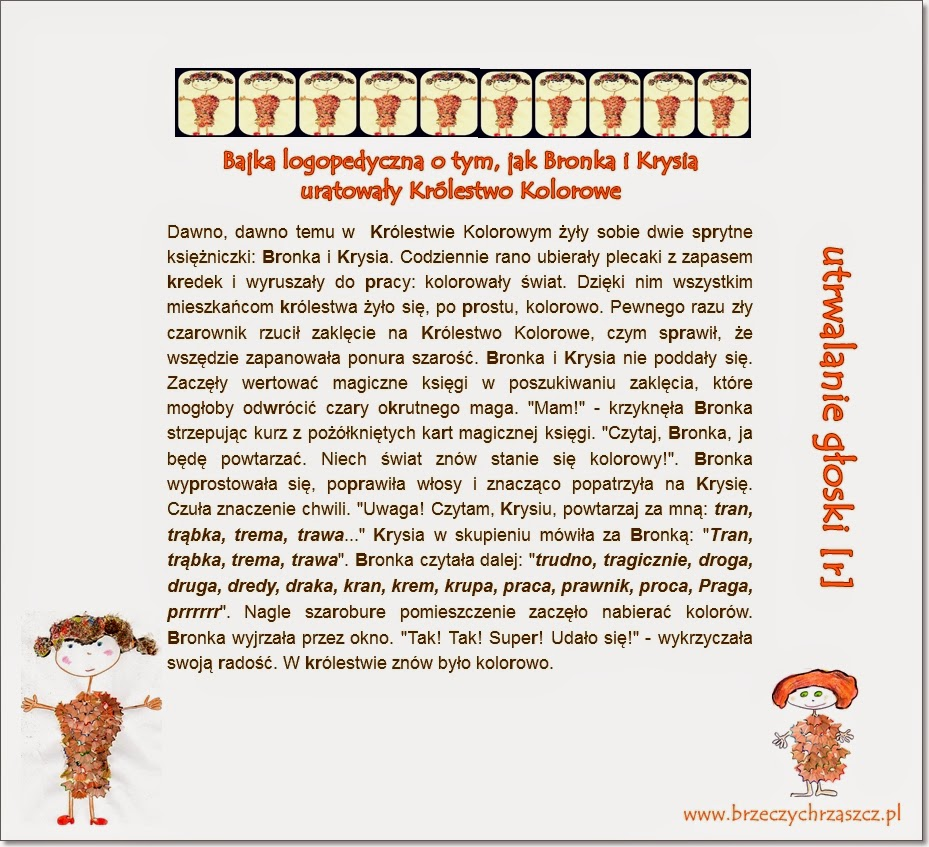 Bajka logopedyczna o tym, jak Bronka i Krysia
uratowały Królestwo Kolorowe
Dawno, dawno temu w Królestwie Kolorowym żyły sobie dwie sprytne
księżniczki: Bronka i Krysia. Codziennie rano ubierały plecaki z zapasem
kredek i wyruszały do pracy: kolorowały świat. Dzięki nim wszystkim
mieszkańcom królestwa żyło się, po prostu, kolorowo. Pewnego razu zły
czarownik rzucił zaklęcie na Królestwo Kolorowe, czym sprawił, że
wszędzie zapanowała ponura szarość. Bronka i Krysia nie poddały się.
Zaczęły wertować magiczne księgi w poszukiwaniu zaklęcia, które
mogłoby odwrócić czary okrutnego maga. "Mam!" - krzyknęła Bronka
strzepując kurz z pożółkniętych kart magicznej księgi. "Czytaj, Bronka, ja
będę powtarzać. Niech świat znów stanie się kolorowy!". Bronka
wyprostowała się, poprawiła włosy i znacząco popatrzyła na Krysię.
Czuła znaczenie chwili. "Uwaga! Czytam, Krysiu, powtarzaj za mną: tran,
trąbka, trema, trawa..." Krysia w skupieniu mówiła za Bronką: "Tran,
trąbka, trema, trawa". Bronka czytała dalej: "trudno, tragicznie, droga,
druga, dredy, draka, kran, krem, krupa, praca, prawnik, proca, Praga,
prrrrrr". Nagle szarobure pomieszczenie zaczęło nabierać kolorów.
Bronka wyjrzała przez okno. "Tak! Tak! Super! Udało się!" - wykrzyczała
swoją radość. W królestwie znów było kolorowo.
utrwalanie głoski [r]
www.brzeczychrzaszcz.pl